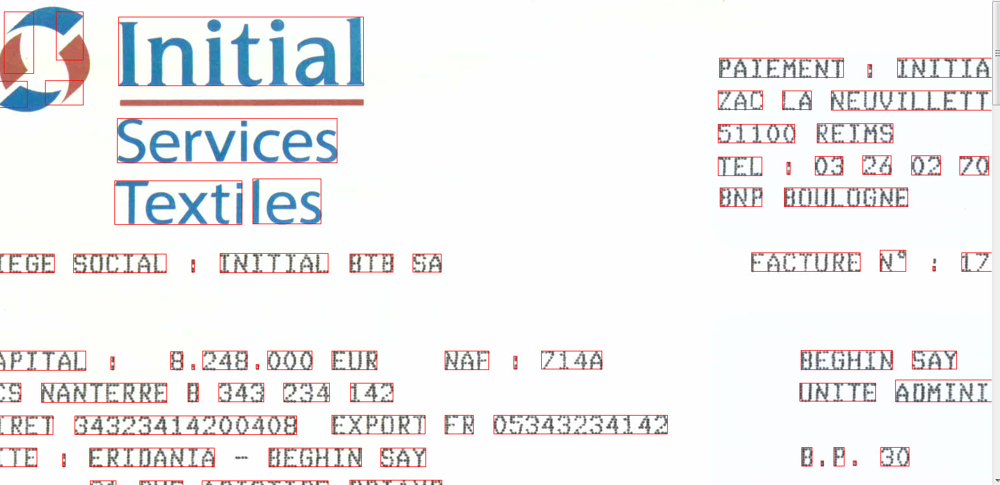 Initial
Services
Textiles
PAIEMENT : INITIA
ZAC LA NEUVILLETT
51100 REIMS
TEL : 03 26 02 70
BNP BOULOGNE
IEGE SOCIAL : INITIAL BTB SA
FACTURE N° : 17
APITAL : 8.248.000 EUR NAF : 714A
CS NANTERRE B 343 234 142
IRET 34323414200408 EXPORT FR 05343234142
ITE : ERIDANIA - BEGHIN SAY
BEGHIN SAY
UNITE ADMINI
B.P. 30